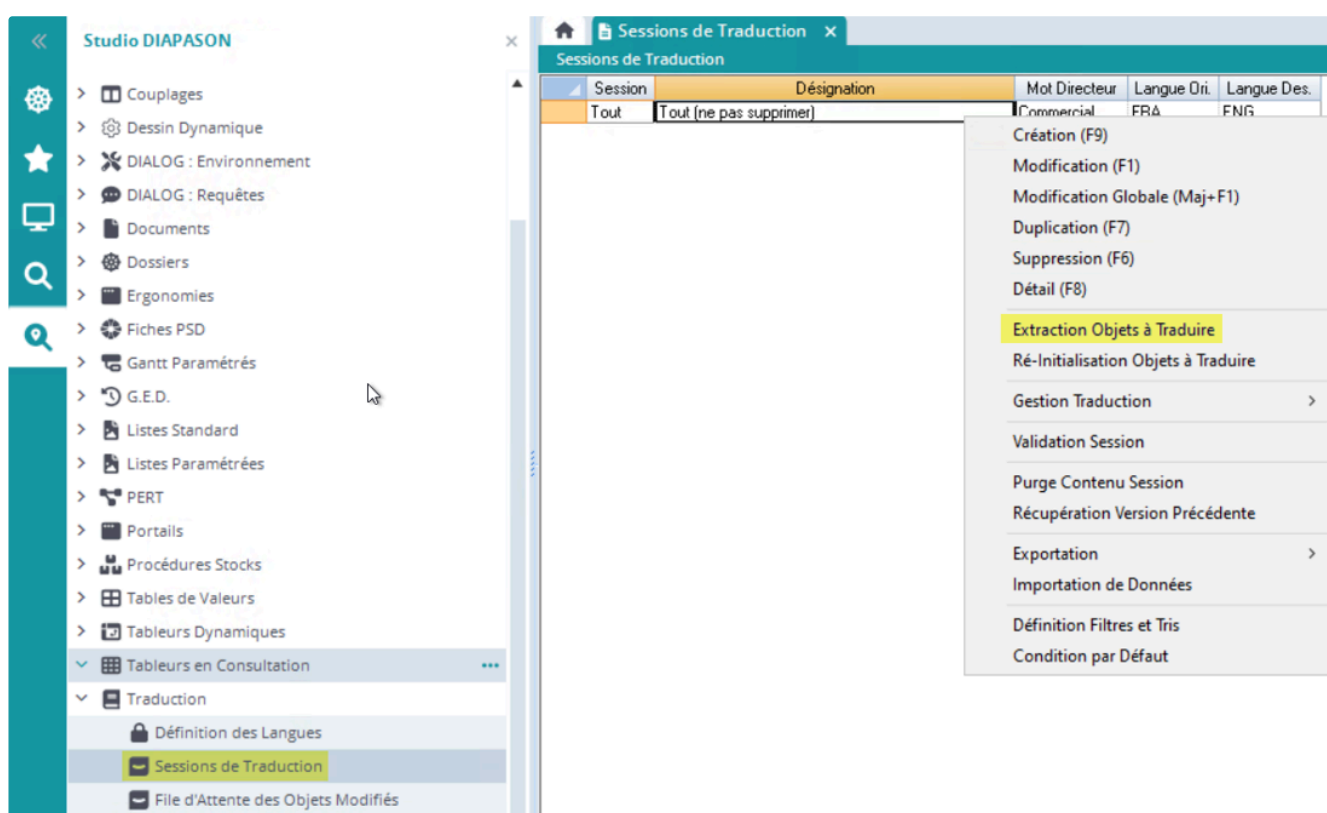 Studio DIAPASON
Couplages
Dessin Dynamique
DIALOG : Environnement
DIALOG : Requêtes
Documents
Dossiers
Ergonomies
Fiches PSD
Gantt Paramétrés
G.E.D.
Listes Standard
Listes Paramétrées
PERT
Portails
Procédures Stocks
Tables de Valeurs
Tableurs Dynamiques
Tableurs en Consultation
Traduction
Définition des Langues
Sessions de Traduction
File d'Attente des Objets Modifiés
Sessions de Traduction
Sessions de Traduction
Session Désignation Mot Directeur Langue Ori. Langue Des.
Tout Tout (ne pas supprimer) Commercial FRA ENG
Création (F9)
Modification (F1)
Modification Globale (Maj+F1)
Duplication (F7)
Suppression (F6)
Détail (F8)
Extraction Objets à Traduire
Ré-Initialisation Objets à Traduire
Gestion Traduction
Validation Session
Purge Contenu Session
Récupération Version Précédente
Exportation
Importation de Données
Définition Filtres et Tris
Condition par Défaut